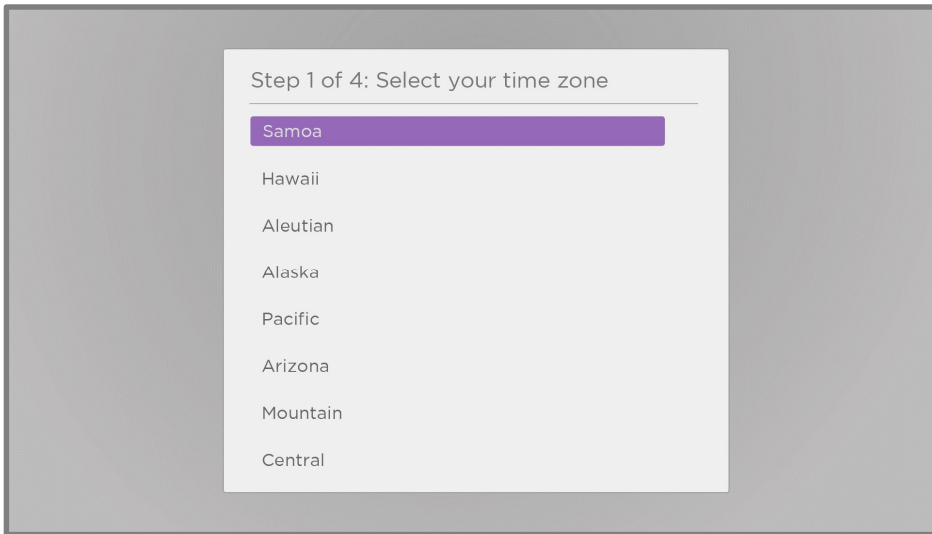 Step 1 of 4: Select your time zone
Samoa
Hawaii
Aleutian
Alaska
Pacific
Arizona
Mountain
Central